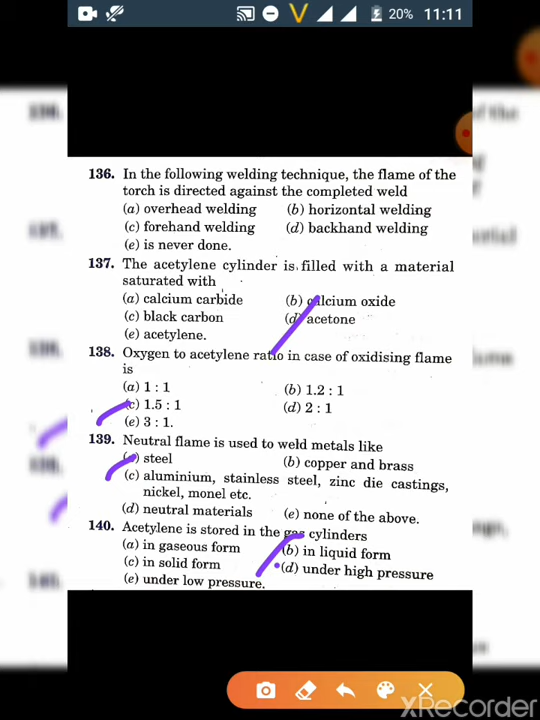 20% 11:11
136. In the following welding technique, the flame of the
torch is directed against the completed weld
(a) overhead welding (b) horizontal welding
(c) forehand welding (d) backhand welding
(e) is never done.
137. The acetylene cylinder is filled with a material
saturated with
(a) calcium carbide (b) calcium oxide
(c) black carbon (d) acetone
(e) acetylene.
138. Oxygen to acetylene ratio in case of oxidising flame
is
(a) 1 : 1 (b) 1.2 : 1
(c) 1.5 : 1 (d) 2 : 1
(e) 3 : 1.
139. Neutral flame is used to weld metals like
(a) steel (b) copper and brass
(c) aluminium, stainless steel, zinc die castings,
nickel, monel etc.
(d) neutral materials (e) none of the above.
140. Acetylene is stored in the gas cylinders
(a) in gaseous form (b) in liquid form
(c) in solid form (d) under high pressure
(e) under low pressure.
XRecorder